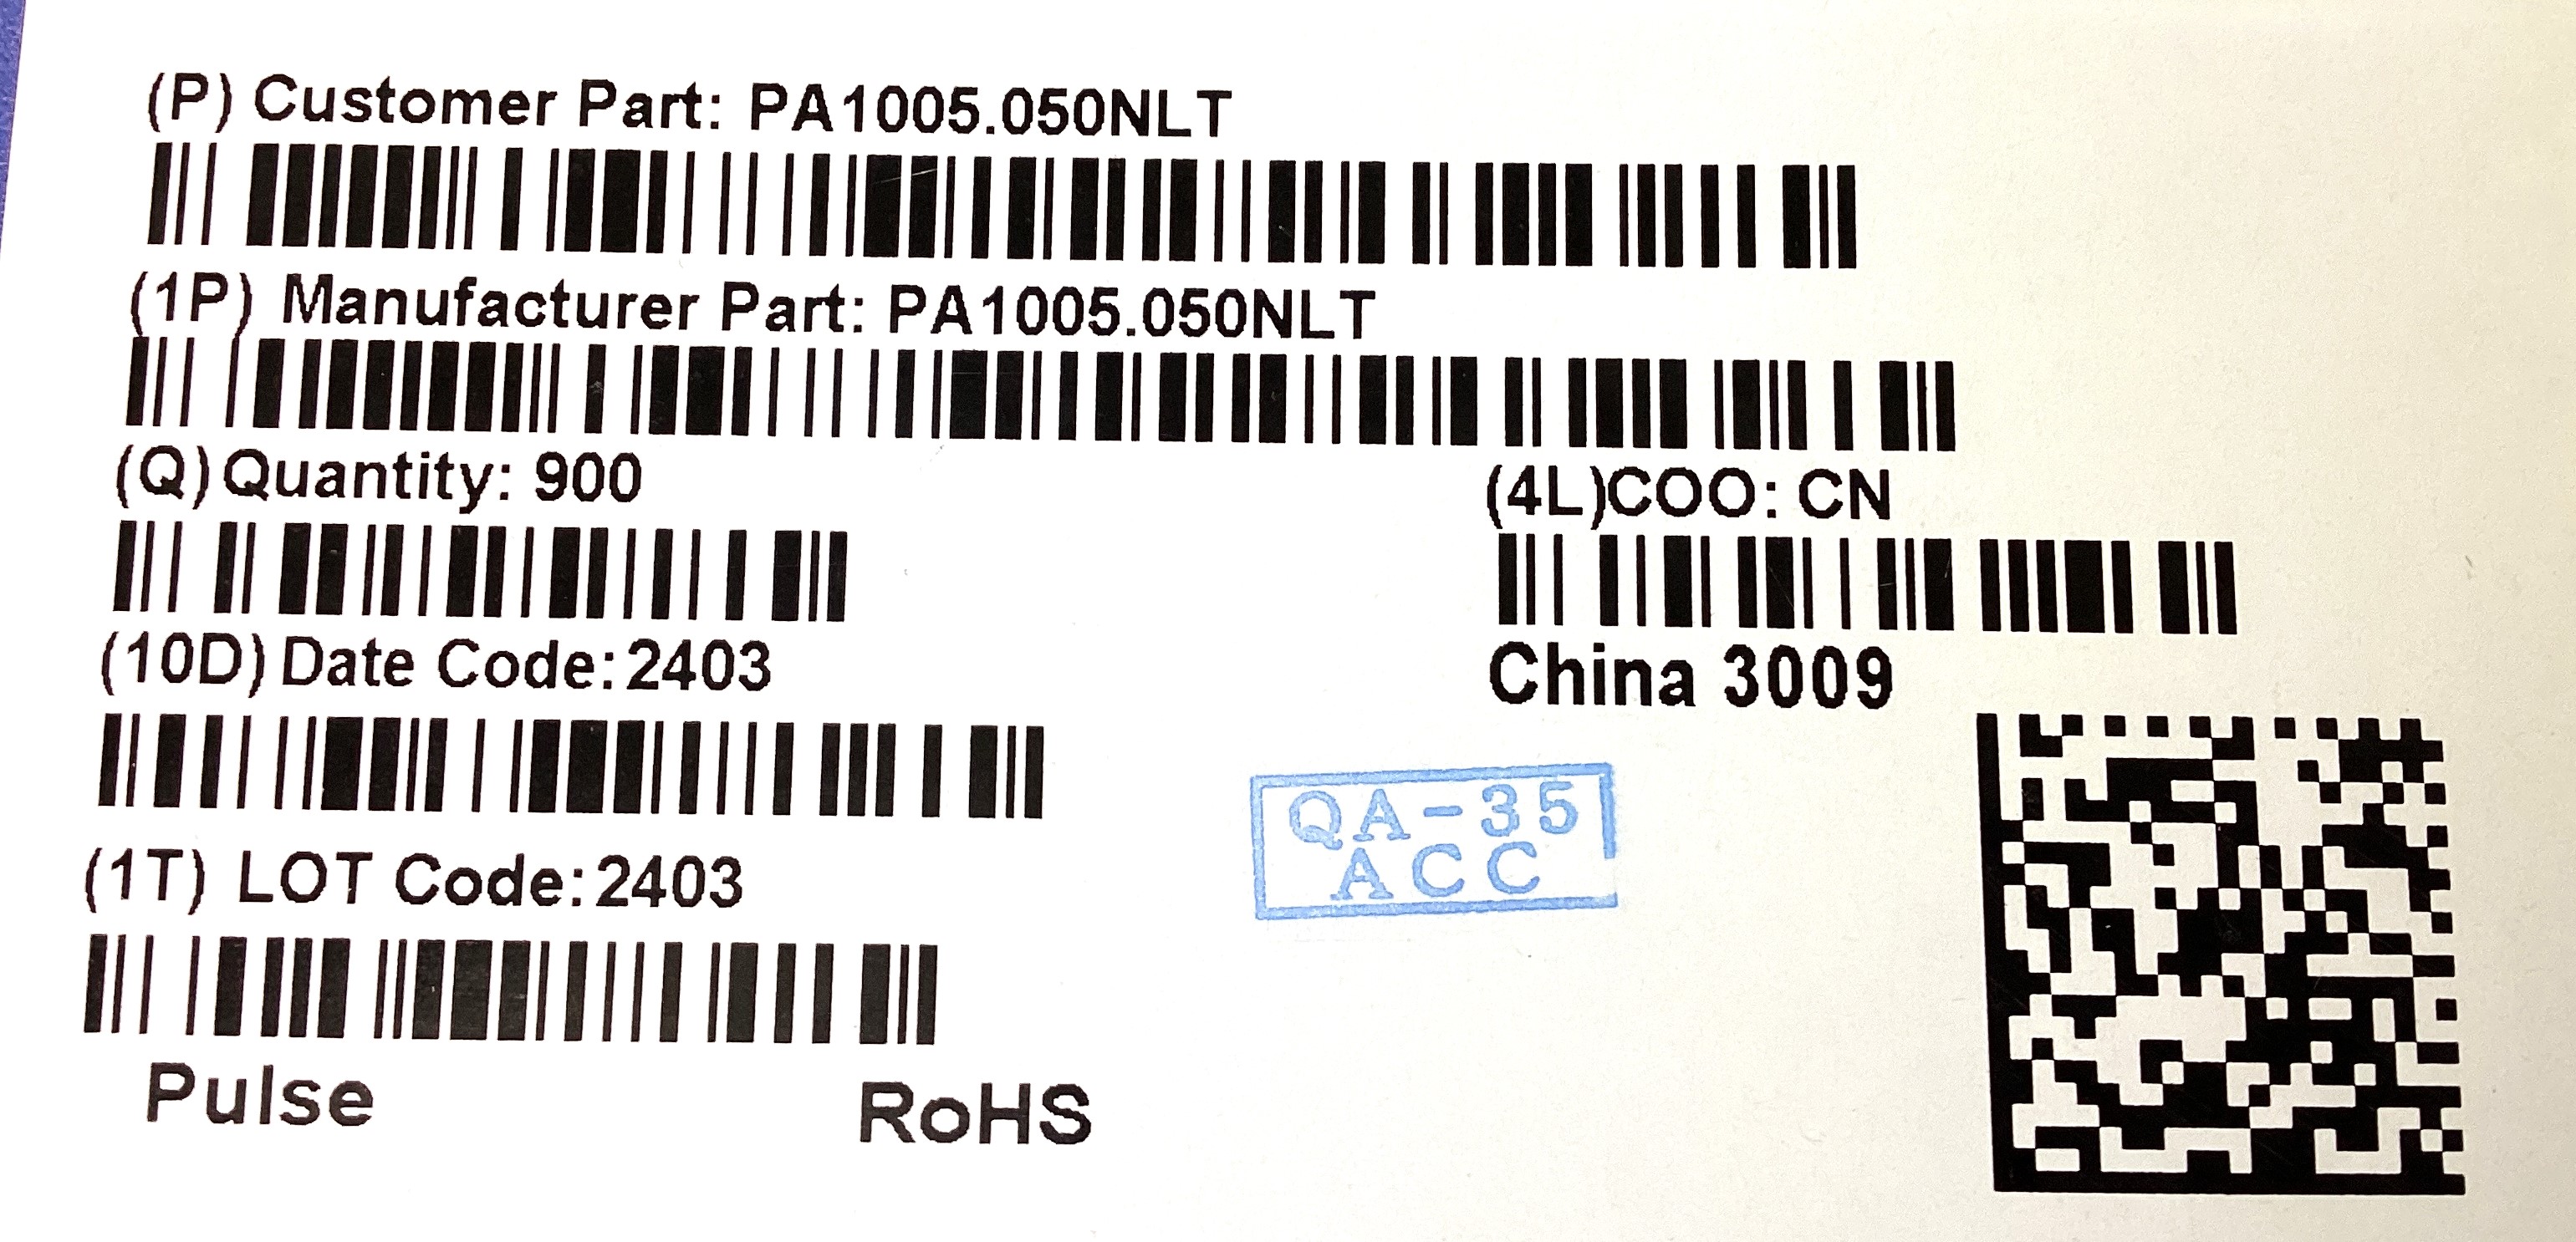 (P) Customer Part: PA1005.050NLT
(1P) Manufacturer Part: PA1005.050NLT
(Q) Quantity: 900
(4L)COO: CN
(10D) Date Code:2403
China 3009
QA-35
ACC
(1T) LOT Code:2403
Pulse
RoHS